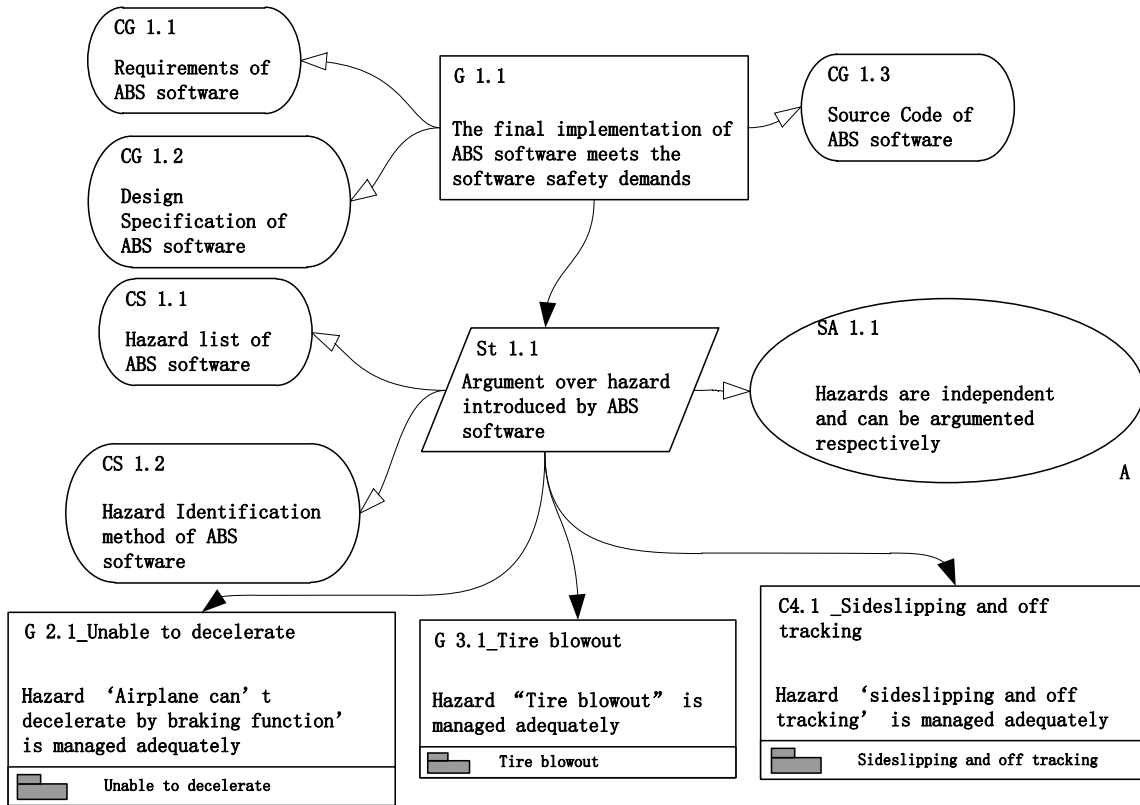 CG 1.1
Requirements of
ABS software
G 1.1
The final implementation of
ABS software meets the
software safety demands
CG 1.3
Source Code of
ABS software
CG 1.2
Design
Specification of
ABS software
CS 1.1
Hazard list of
ABS software
St 1.1
Argument over hazard
introduced by ABS
software
SA 1.1
Hazards are independent
and can be argumented
respectively
A
CS 1.2
Hazard Identification
method of ABS
software
G 2.1_Unable to decelerate
Hazard ‘Airplane can’t
decelerate by braking function’
is managed adequately
Unable to decelerate
G 3.1_Tire blowout
Hazard “Tire blowout” is
managed adequately
Tire blowout
C4.1 _Sideslipping and off
tracking
Hazard ‘sideslipping and off
tracking’ is managed adequately
Sideslipping and off tracking